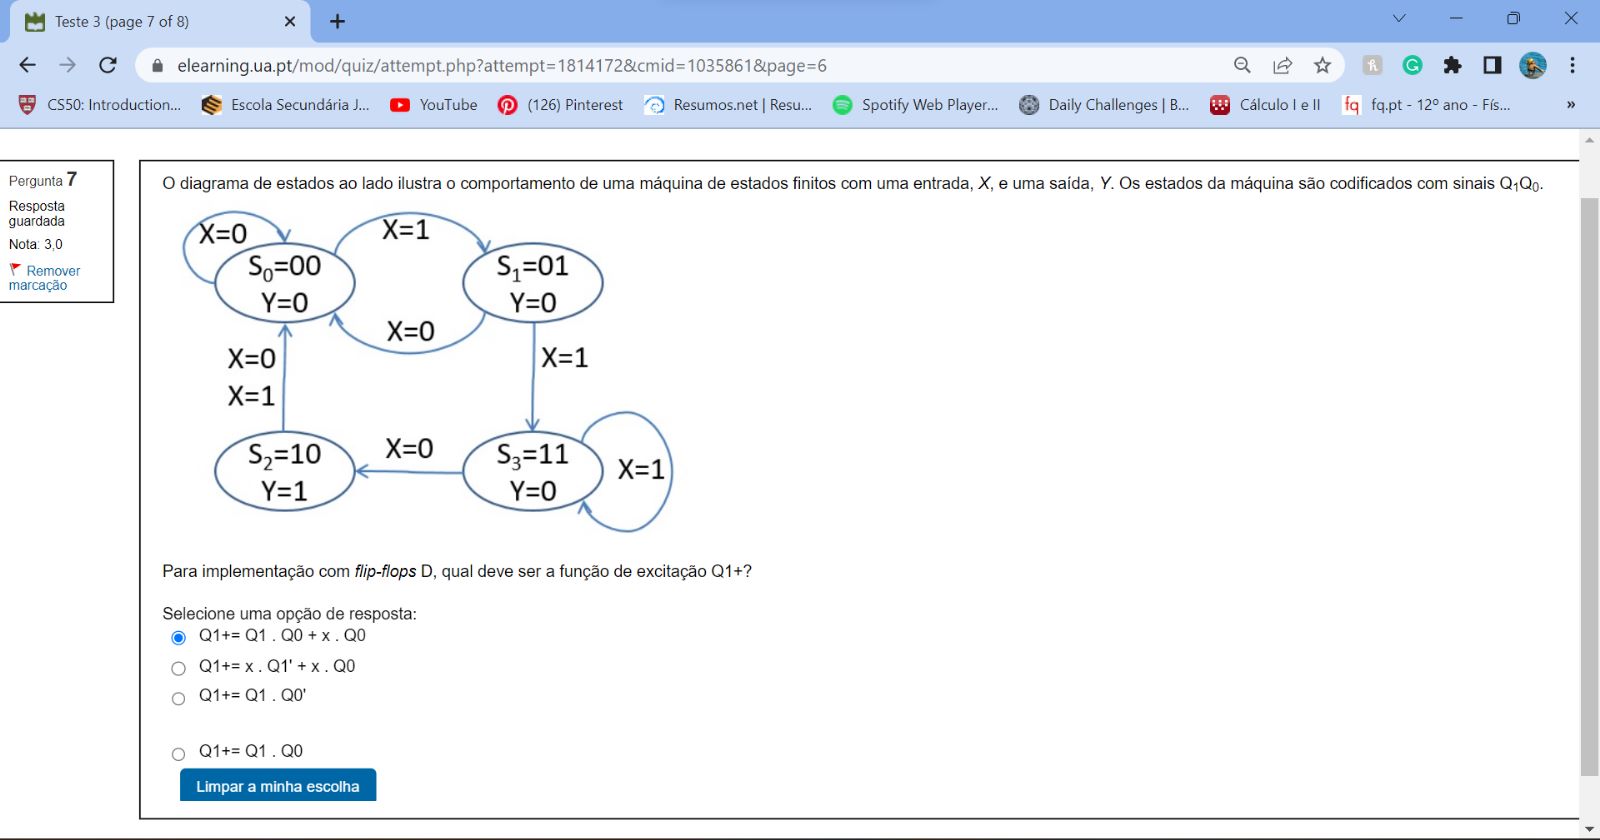 Teste 3 (page 7 of 8)
elearning.ua.pt/mod/quiz/attempt.php?attempt=1814172&cmid=1035861&page=6
CS50: Introduction... Escola Secundária J... YouTube (126) Pinterest Resumos.net | Resu... Spotify Web Player... Daily Challenges | B... Cálculo I e II fq.pt - 12º ano - Fís... »
Pergunta 7
Resposta
guardada
Nota: 3,0
Remover
marcação
O diagrama de estados ao lado ilustra o comportamento de uma máquina de estados finitos com uma entrada, X, e uma saída, Y. Os estados da máquina são codificados com sinais Q₁Q₀.
X=0
X=1
S₀=00
Y=0
S₁=01
Y=0
X=0
X=0
X=1
X=1
S₂=10
Y=1
X=0
S₃=11
Y=0
X=1
Para implementação com flip-flops D, qual deve ser a função de excitação Q1+?
Selecione uma opção de resposta:
Q1+= Q1 . Q0 + x . Q0
Q1+= x . Q1' + x . Q0
Q1+= Q1 . Q0'
Q1+= Q1 . Q0
Limpar a minha escolha